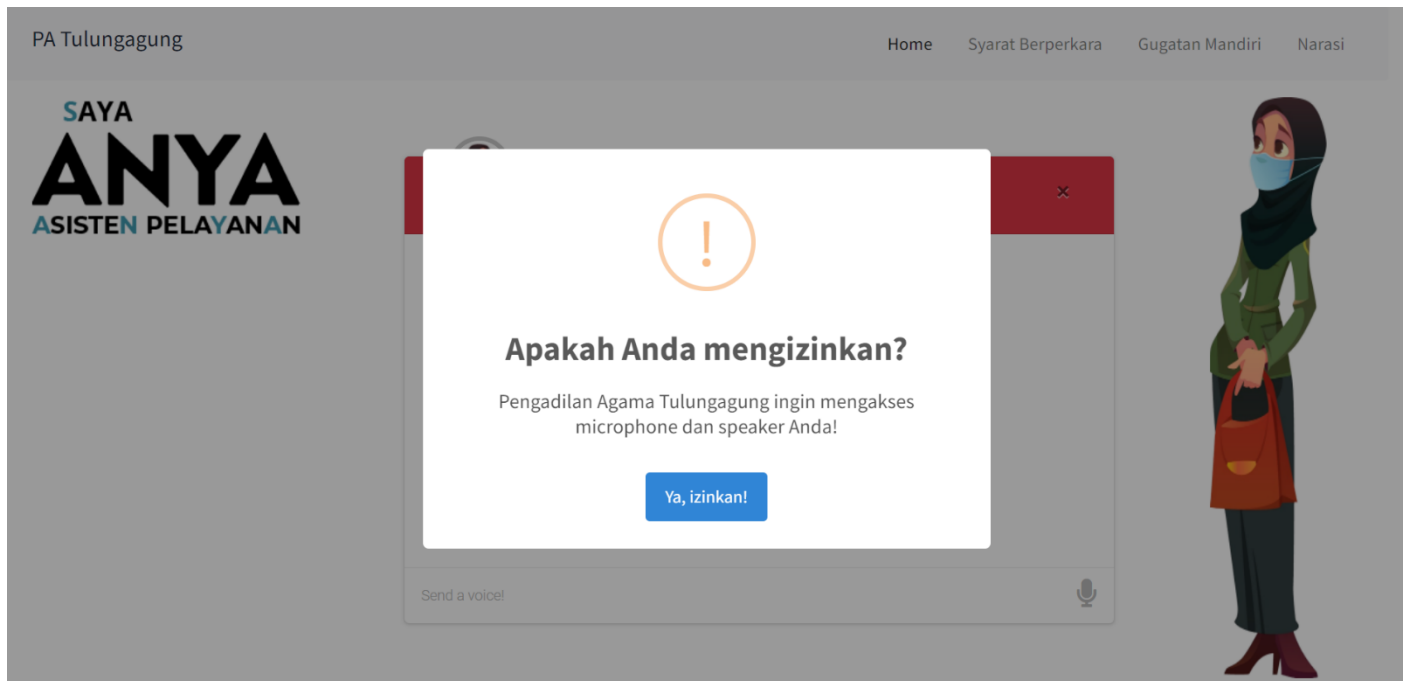 PA Tulungagung
Home Syarat Berperkara Gugatan Mandiri Narasi
SAYA
ANYA
ASISTEN PELAYANAN
×
!
Apakah Anda mengizinkan?
Pengadilan Agama Tulungagung ingin mengakses
microphone dan speaker Anda!
Ya, izinkan!
Send a voice!